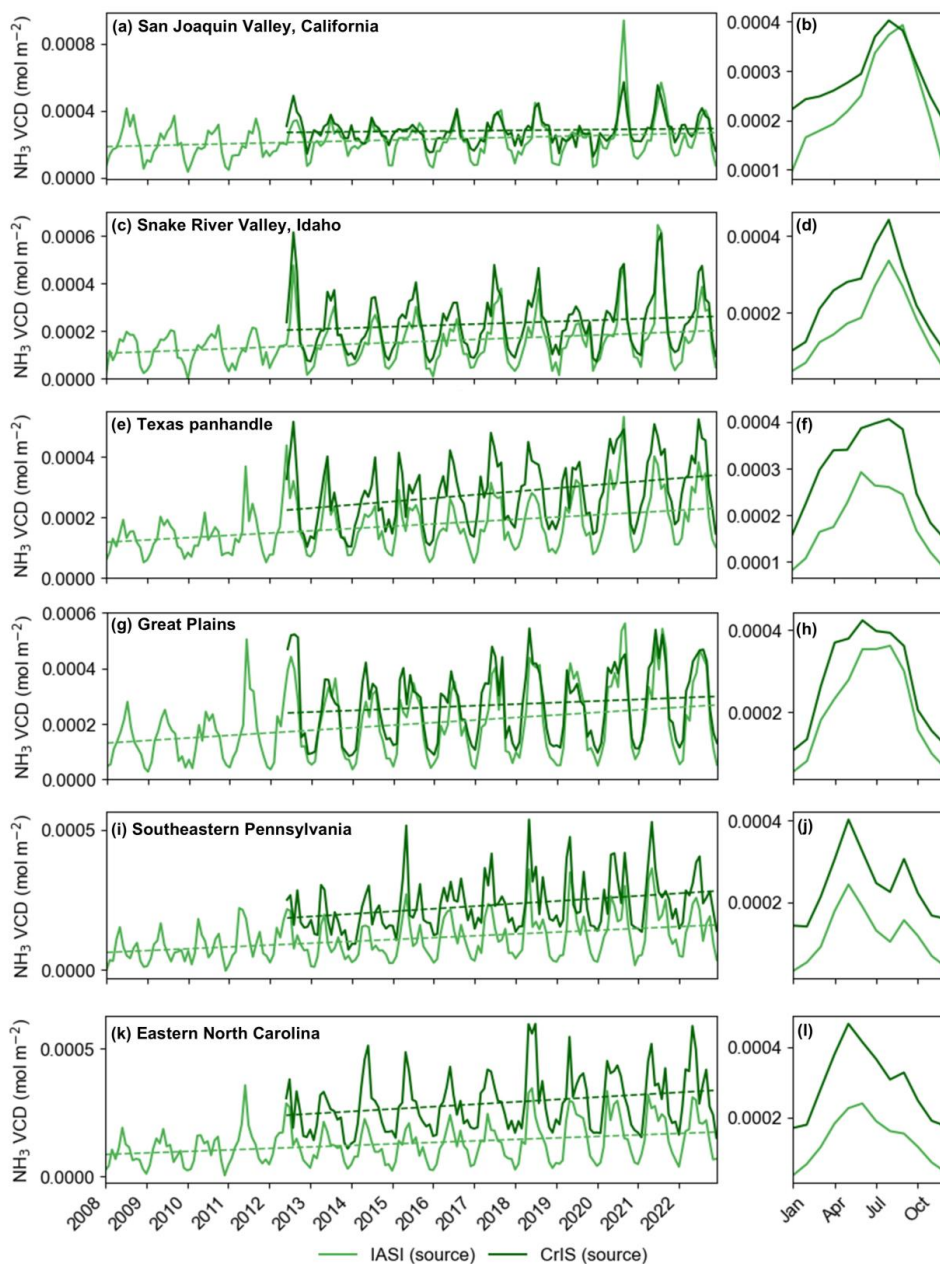 (a) San Joaquin Valley, California
NH₃ VCD (mol m⁻²)
0.0008
0.0004
0.0000
(b)
0.0004
0.0003
0.0002
0.0001
(c) Snake River Valley, Idaho
NH₃ VCD (mol m⁻²)
0.0006
0.0004
0.0002
0.0000
(d)
0.0004
0.0002
(e) Texas panhandle
NH₃ VCD (mol m⁻²)
0.0004
0.0002
0.0000
(f)
0.0004
0.0003
0.0002
0.0001
(g) Great Plains
NH₃ VCD (mol m⁻²)
0.0006
0.0004
0.0002
0.0000
(h)
0.0004
0.0002
(i) Southeastern Pennsylvania
NH₃ VCD (mol m⁻²)
0.0005
0.0000
(j)
0.0004
0.0002
(k) Eastern North Carolina
NH₃ VCD (mol m⁻²)
0.0005
0.0000
(l)
0.0004
0.0002
2008 2009 2010 2011 2012 2013 2014 2015 2016 2017 2018 2019 2020 2021 2022
Jan Apr Jul Oct
IASI (source) CrIS (source)